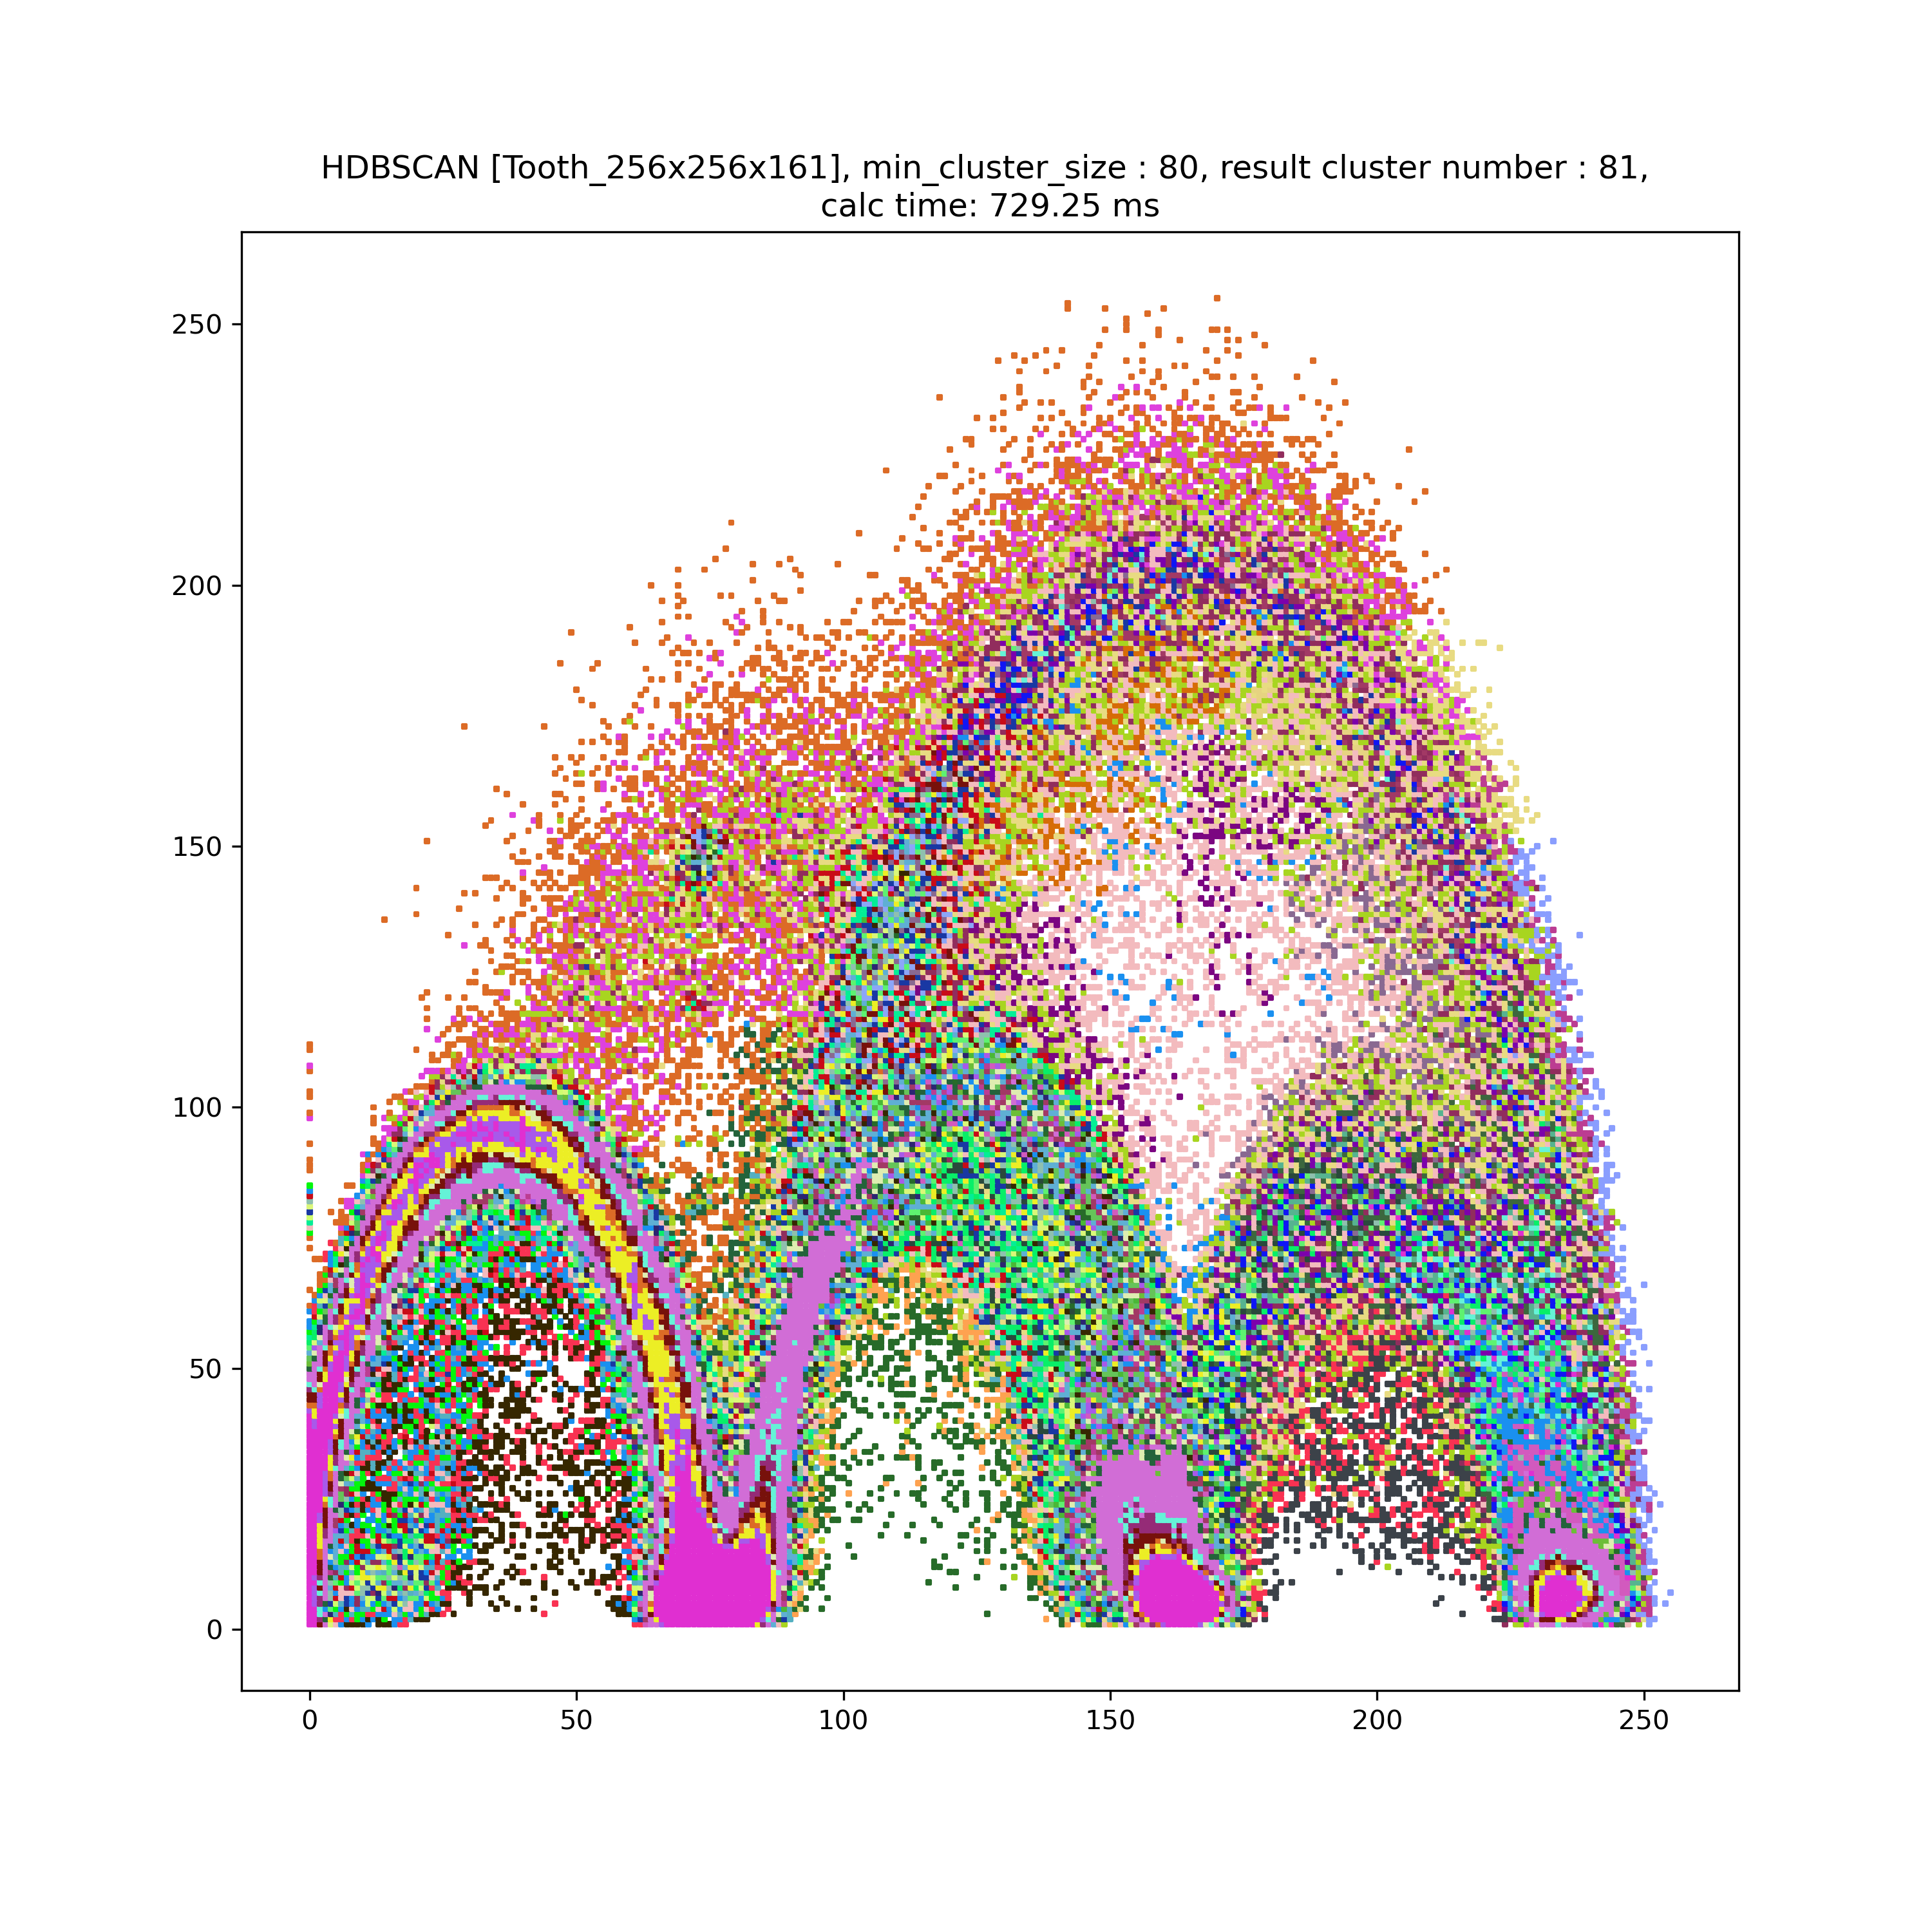 HDBSCAN [Tooth_256x256x161], min_cluster_size : 80, result cluster number : 81,
calc time: 729.25 ms
250
200
150
100
50
0
0 50 100 150 200 250